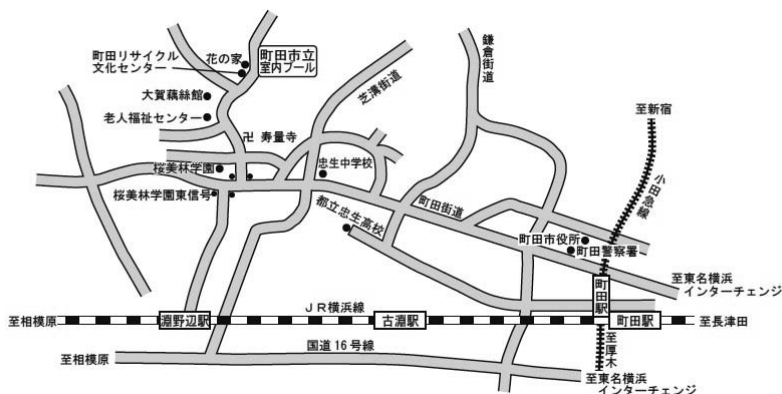 花の家
町田リサイクル
文化センター
町田市立
室内プール
大賀藕絲館
老人福祉センター
卍 寿量寺
芝溝街道
鎌倉街道
至新宿
小田急線
桜美林学園
忠生中学校
桜美林学園東信号
都立忠生高校
町田街道
町田市役所
町田警察署
至東名横浜
インターチェンジ
町田駅
JR横浜線
至相模原
淵野辺駅
古淵駅
町田駅
至長津田
至厚木
国道16号線
至相模原
至東名横浜
インターチェンジ